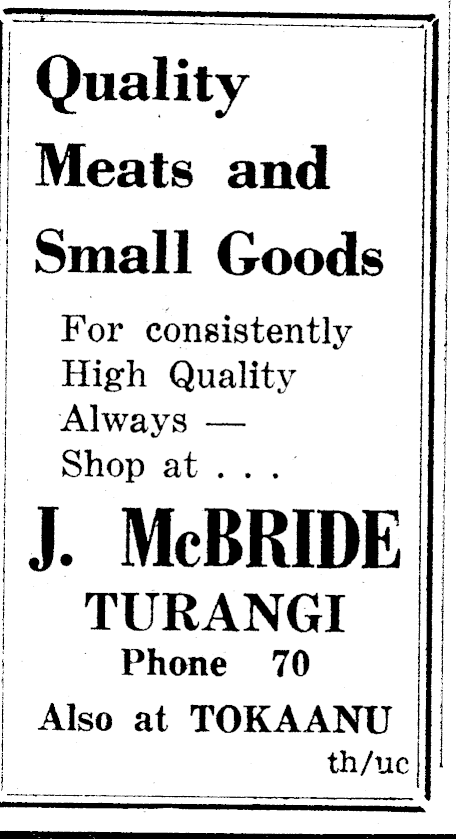 Quality
Meats and
Small Goods
For consistently
High Quality
Always —
Shop at . . .
J. McBRIDE
TURANGI
Phone 70
Also at TOKAANU
th/uc